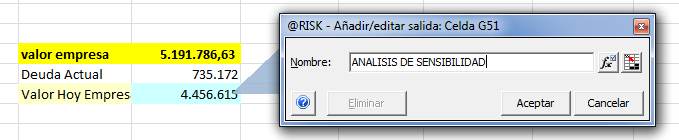 valor empresa 5.191.786,63
Deuda Actual 735.172
Valor Hoy Empres 4.456.615
@RISK - Añadir/editar salida: Celda G51
Nombre: ANALISIS DE SENSIBILIDAD
Eliminar Aceptar Cancelar